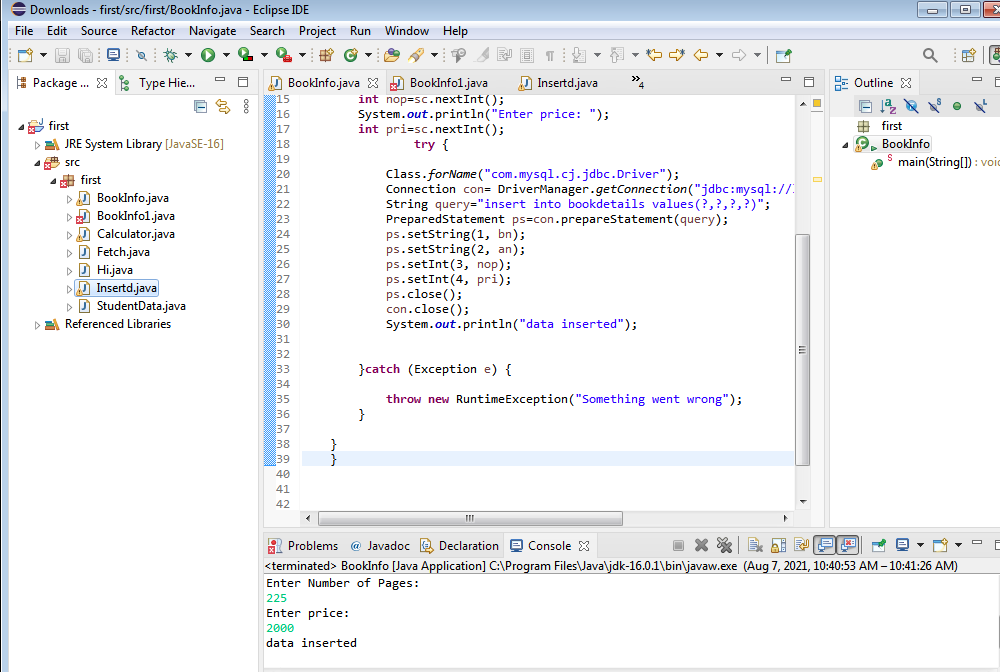 Downloads - first/src/first/BookInfo.java - Eclipse IDE
File Edit Source Refactor Navigate Search Project Run Window Help
Package ... Type Hie...
BookInfo.java BookInfo1.java Insertd.java »4
Outline
first
JRE System Library [JavaSE-16]
src
first
BookInfo.java
BookInfo1.java
Calculator.java
Fetch.java
Hi.java
Insertd.java
StudentData.java
Referenced Libraries
15 int nop=sc.nextInt();
16 System.out.println("Enter price: ");
17 int pri=sc.nextInt();
18 try {
19
20 Class.forName("com.mysql.cj.jdbc.Driver");
21 Connection con= DriverManager.getConnection("jdbc:mysql://
22 String query="insert into bookdetails values(?,?,?,?)";
23 PreparedStatement ps=con.prepareStatement(query);
24 ps.setString(1, bn);
25 ps.setString(2, an);
26 ps.setInt(3, nop);
27 ps.setInt(4, pri);
28 ps.close();
29 con.close();
30 System.out.println("data inserted");
31
32
33 }catch (Exception e) {
34
35 throw new RuntimeException("Something went wrong");
36 }
37
38 }
39 }
40
41
42
first
BookInfo
main(String[]) : void
Problems @ Javadoc Declaration Console
<terminated> BookInfo [Java Application] C:\Program Files\Java\jdk-16.0.1\bin\javaw.exe (Aug 7, 2021, 10:40:53 AM – 10:41:26 AM)
Enter Number of Pages:
225
Enter price:
2000
data inserted